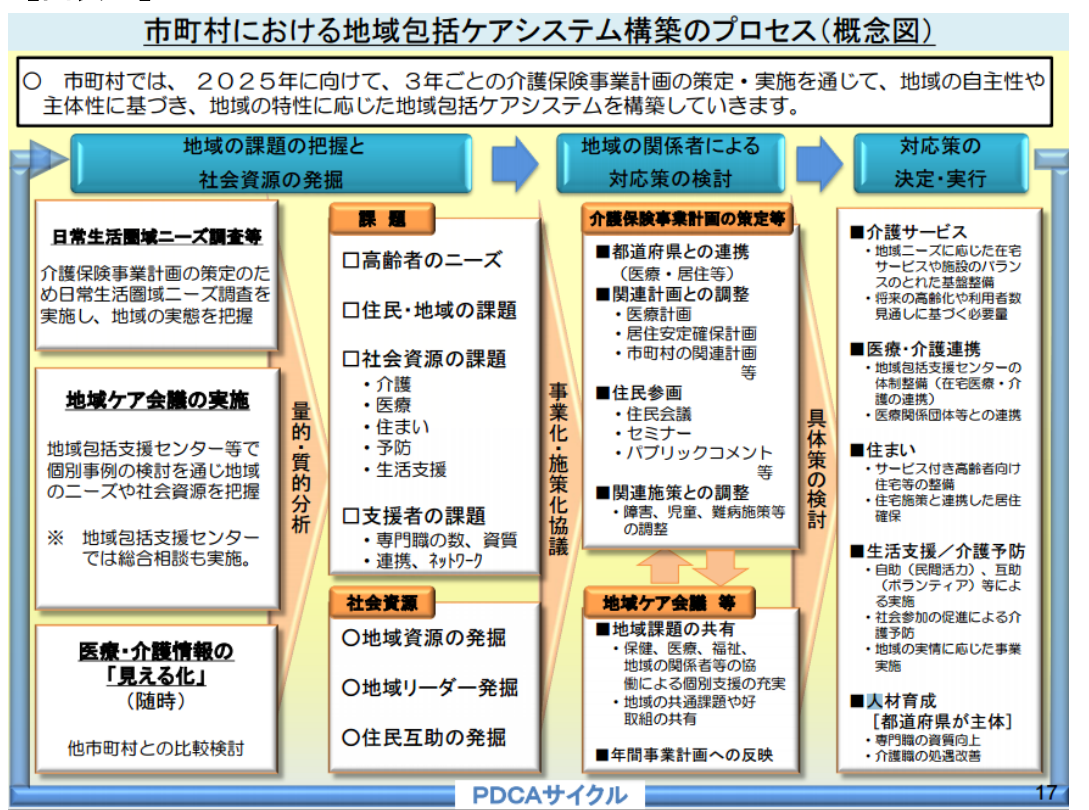 市町村における地域包括ケアシステム構築のプロセス(概念図)
○　市町村では、２０２５年に向けて、３年ごとの介護保険事業計画の策定・実施を通じて、地域の自主性や
主体性に基づき、地域の特性に応じた地域包括ケアシステムを構築していきます。
地域の課題の把握と
社会資源の発掘
地域の関係者による
対応策の検討
対応策の
決定・実行
日常生活圏域ニーズ調査等
介護保険事業計画の策定のた
め日常生活圏域ニーズ調査を
実施し、地域の実態を把握
地域ケア会議の実施
地域包括支援センター等で
個別事例の検討を通じ地域
のニーズや社会資源を把握
※　地域包括支援センター
では総合相談も実施。
医療・介護情報の
「見える化」
(随時)
他市町村との比較検討
量的・質的分析
課　題
□高齢者のニーズ
□住民・地域の課題
□社会資源の課題
・介護
・医療
・住まい
・予防
・生活支援
□支援者の課題
・専門職の数、資質
・連携、ネットワーク
社会資源
○地域資源の発掘
○地域リーダー発掘
○住民互助の発掘
事業化・施策化協議
介護保険事業計画の策定等
■都道府県との連携
(医療・居住等)
■関連計画との調整
・医療計画
・居住安定確保計画
・市町村の関連計画
等
■住民参画
・住民会議
・セミナー
・パブリックコメント
等
■関連施策との調整
・障害、児童、難病施策等
の調整
地域ケア会議　等
■地域課題の共有
・保健、医療、福祉、
地域の関係者等の協
働による個別支援の充実
・地域の共通課題や好
取組の共有
■年間事業計画への反映
具体策の検討
■介護サービス
・地域ニーズに応じた在宅
サービスや施設のバラン
スのとれた基盤整備
・将来の高齢化や利用者数
見通しに基づく必要量
■医療・介護連携
・地域包括支援センターの
体制整備（在宅医療・介
護の連携）
・医療関係団体等との連携
■住まい
・サービス付き高齢者向け
住宅等の整備
・住宅施策と連携した居住
確保
■生活支援／介護予防
・自助（民間活力）、互助
（ボランティア）等によ
る実施
・社会参加の促進による介
護予防
・地域の実情に応じた事業
実施
■人材育成
［都道府県が主体］
・専門職の資質向上
・介護職の処遇改善
PDCAサイクル
17